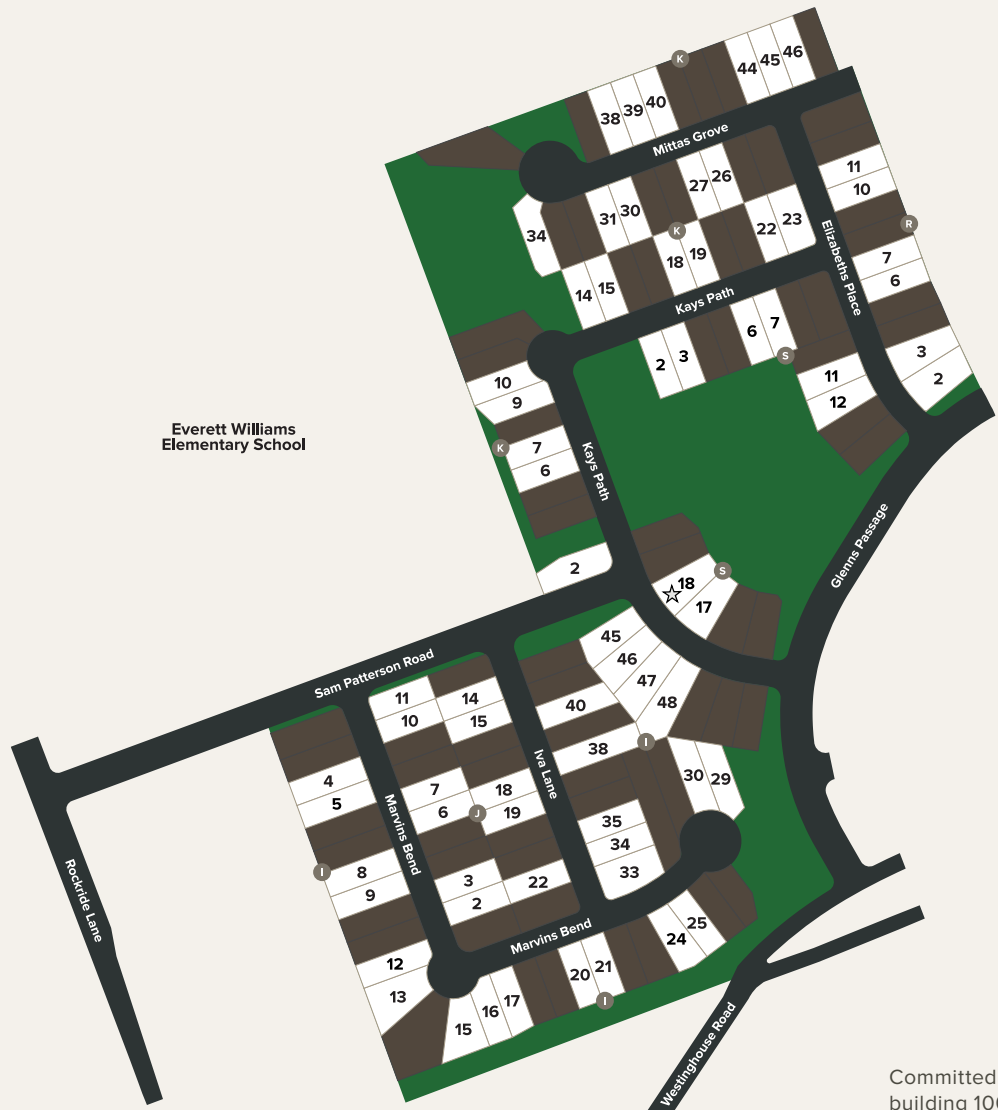 K
44 45 46
38 39 40
Mittas Grove
27 26
31 30
34
K
18 19
22 23
14 15
Kays Path
Elizabeths Place
11
10
R
7
6
3
2
2 3
6 7
S
11
12
10
9
K
7
6
Kays Path
2
Everett Williams
Elementary School
Glenns Passage
18
S
17
45
46
47
48
I
40
38
30 29
35
34
33
Sam Patterson Road
11
10
14
15
7
6
J
18
19
3
2
22
Iva Lane
Marvins Bend
4
5
I
8
9
12
13
15 16 17
20 21
I
24 25
Marvins Bend
Rockride Lane
Westinghouse Road
Committed